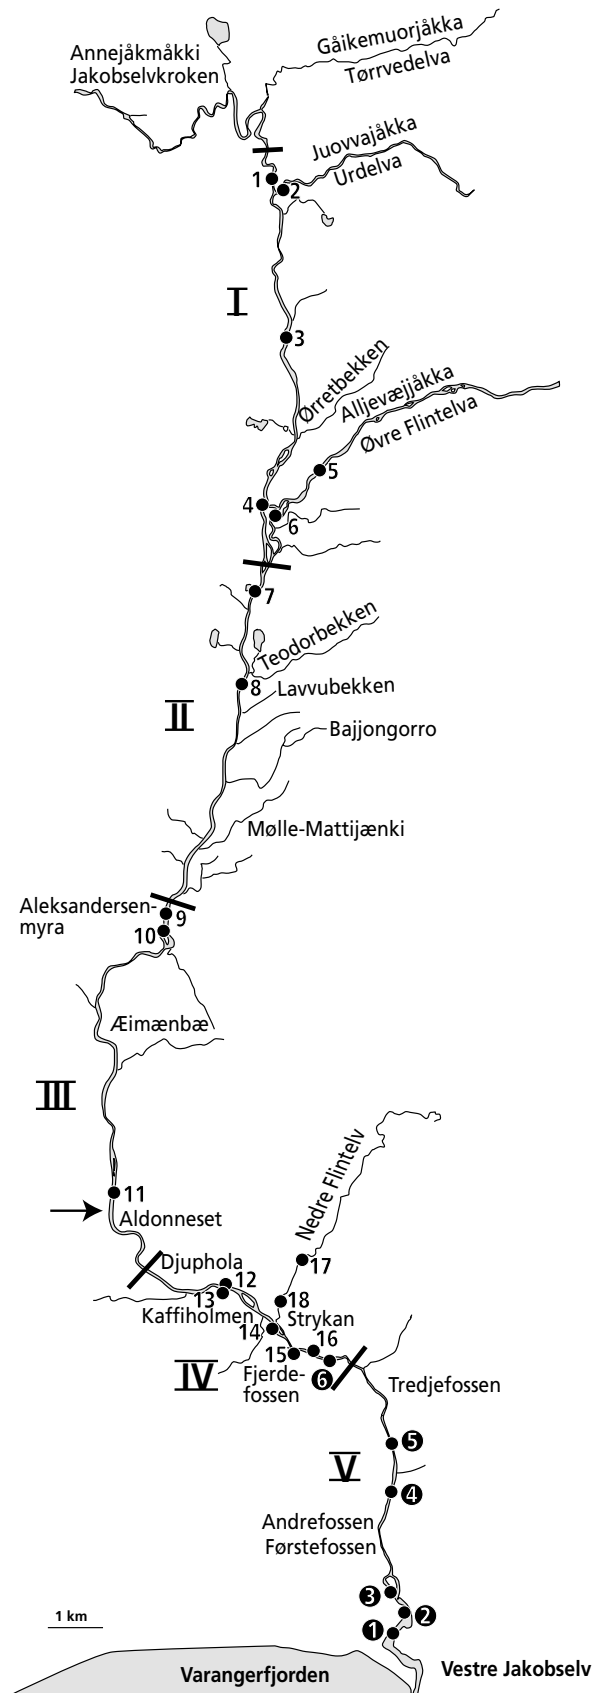 Annejåkmåkki
Jakobselvkroken
Gåikemuorjåkka
Tørrvedelva
Juovvajåkka
Urdelva
1
2
I
3
Ørretbekken
Alljevæjjåkka
Øvre Flintelva
5
4
6
7
Teodorbekken
8
Lavvubekken
II
Bajjongorro
Mølle-Mattijænki
Aleksandersen-
myra
9
10
Æimænbæ
III
Nedre Flintelv
11
Aldonneset
Djuphola
17
12
13
18
Kaffiholmen
Strykan
14
16
15
IV
Fjerde-
fossen
6
Tredjefossen
5
V
4
Andrefossen
Førstefossen
3
2
1
1 km
Varangerfjorden
Vestre Jakobselv